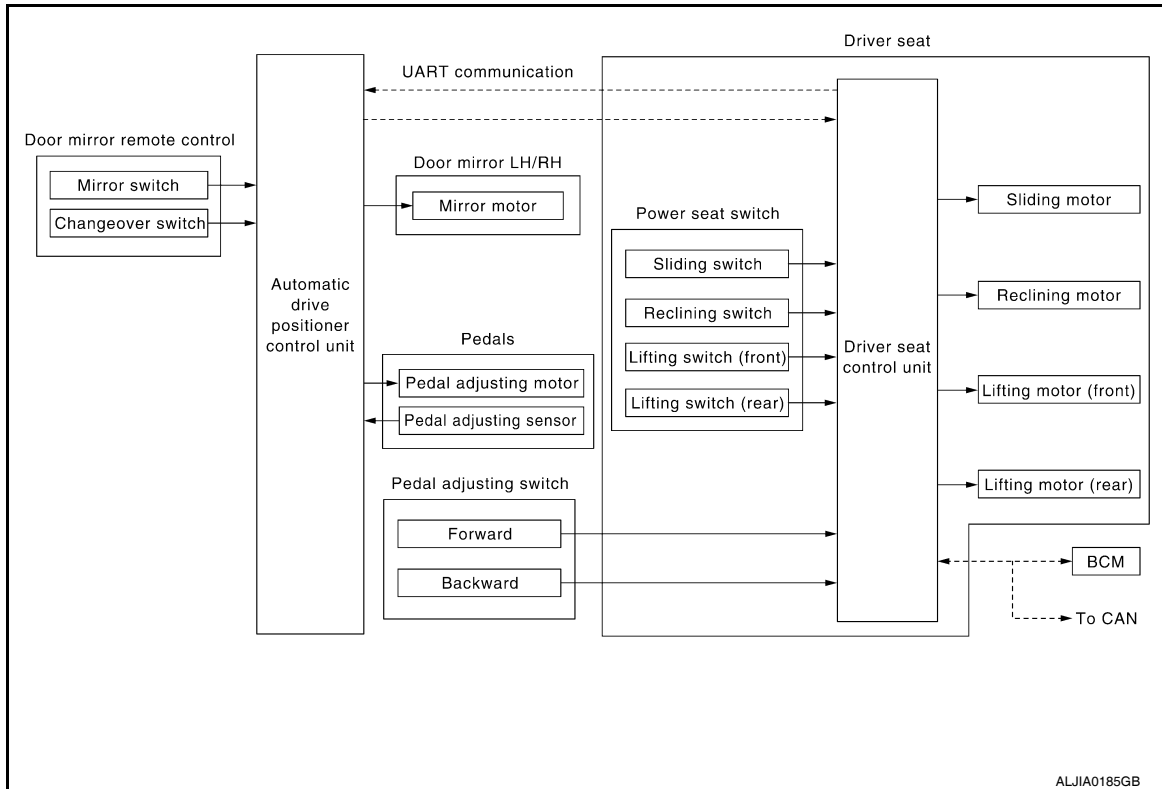 Driver seat
UART communication
Door mirror remote control
Mirror switch
Changeover switch
Automatic
drive
positioner
control unit
Door mirror LH/RH
Mirror motor
Pedals
Pedal adjusting motor
Pedal adjusting sensor
Pedal adjusting switch
Forward
Backward
Power seat switch
Sliding switch
Reclining switch
Lifting switch (front)
Lifting switch (rear)
Driver seat
control unit
Sliding motor
Reclining motor
Lifting motor (front)
Lifting motor (rear)
BCM
To CAN
ALJIA0185GB